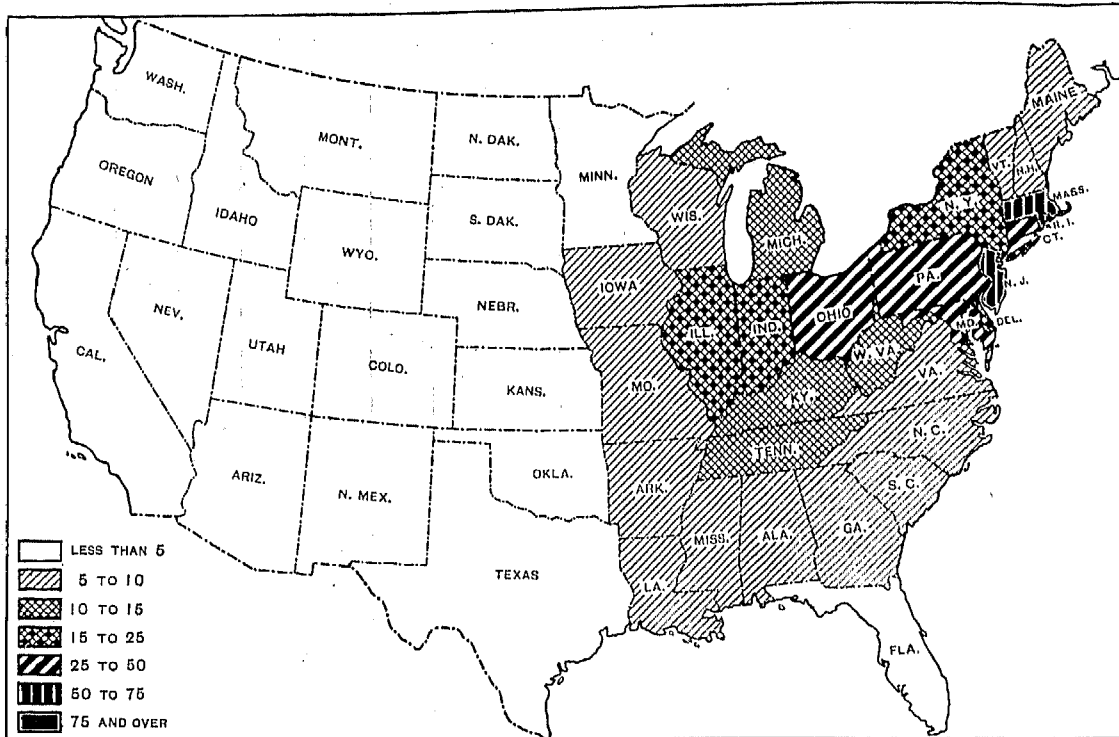 WASH.
MONT.
N. DAK.
MINN.
OREGON
IDAHO
S. DAK.
WYO.
WIS.
MICH.
MAINE
VT.
N.H.
MASS.
N.Y.
R.I.
CT.
NEV.
NEBR.
IOWA
PA.
N.J.
CAL.
UTAH
COLO.
KANS.
ILL.
IND.
OHIO
MD.
DEL.
W. VA.
VA.
MO.
KY.
N.C.
ARIZ.
N. MEX.
OKLA.
ARK.
TENN.
S.C.
TEXAS
LA.
MISS.
ALA.
GA.
FLA.
LESS THAN 5
5 TO 10
10 TO 15
15 TO 25
25 TO 50
50 TO 75
75 AND OVER